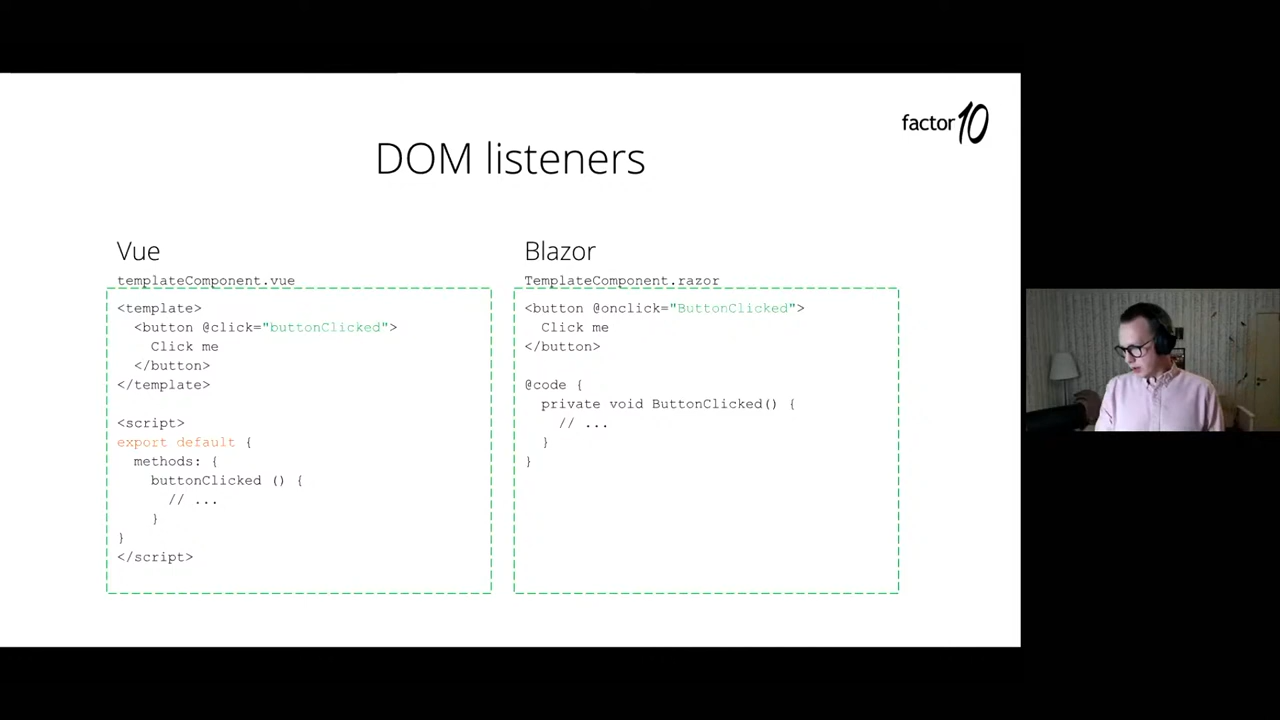 factor10
DOM listeners
Vue
templateComponent.vue
<template>
  <button @click="buttonClicked">
    Click me
  </button>
</template>

<script>
export default {
  methods: {
    buttonClicked () {
      // ...
    }
}
</script>
Blazor
TemplateComponent.razor
<button @onclick="ButtonClicked">
  Click me
</button>

@code {
  private void ButtonClicked() {
    // ...
  }
}